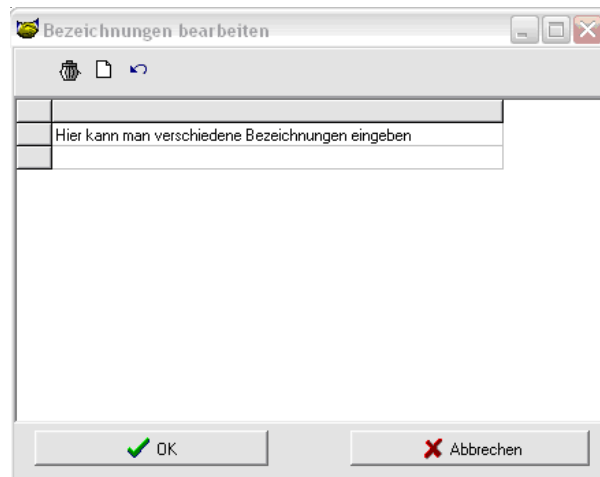 Bezeichnungen bearbeiten
Hier kann man verschiedene Bezeichnungen eingeben
OK
Abbrechen